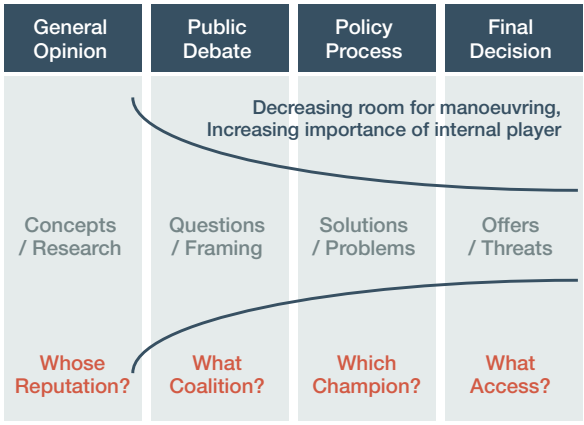 General
Opinion
Public
Debate
Policy
Process
Final
Decision
Decreasing room for manoeuvring,
Increasing importance of internal player
Concepts
/ Research
Questions
/ Framing
Solutions
/ Problems
Offers
/ Threats
Whose
Reputation?
What
Coalition?
Which
Champion?
What
Access?